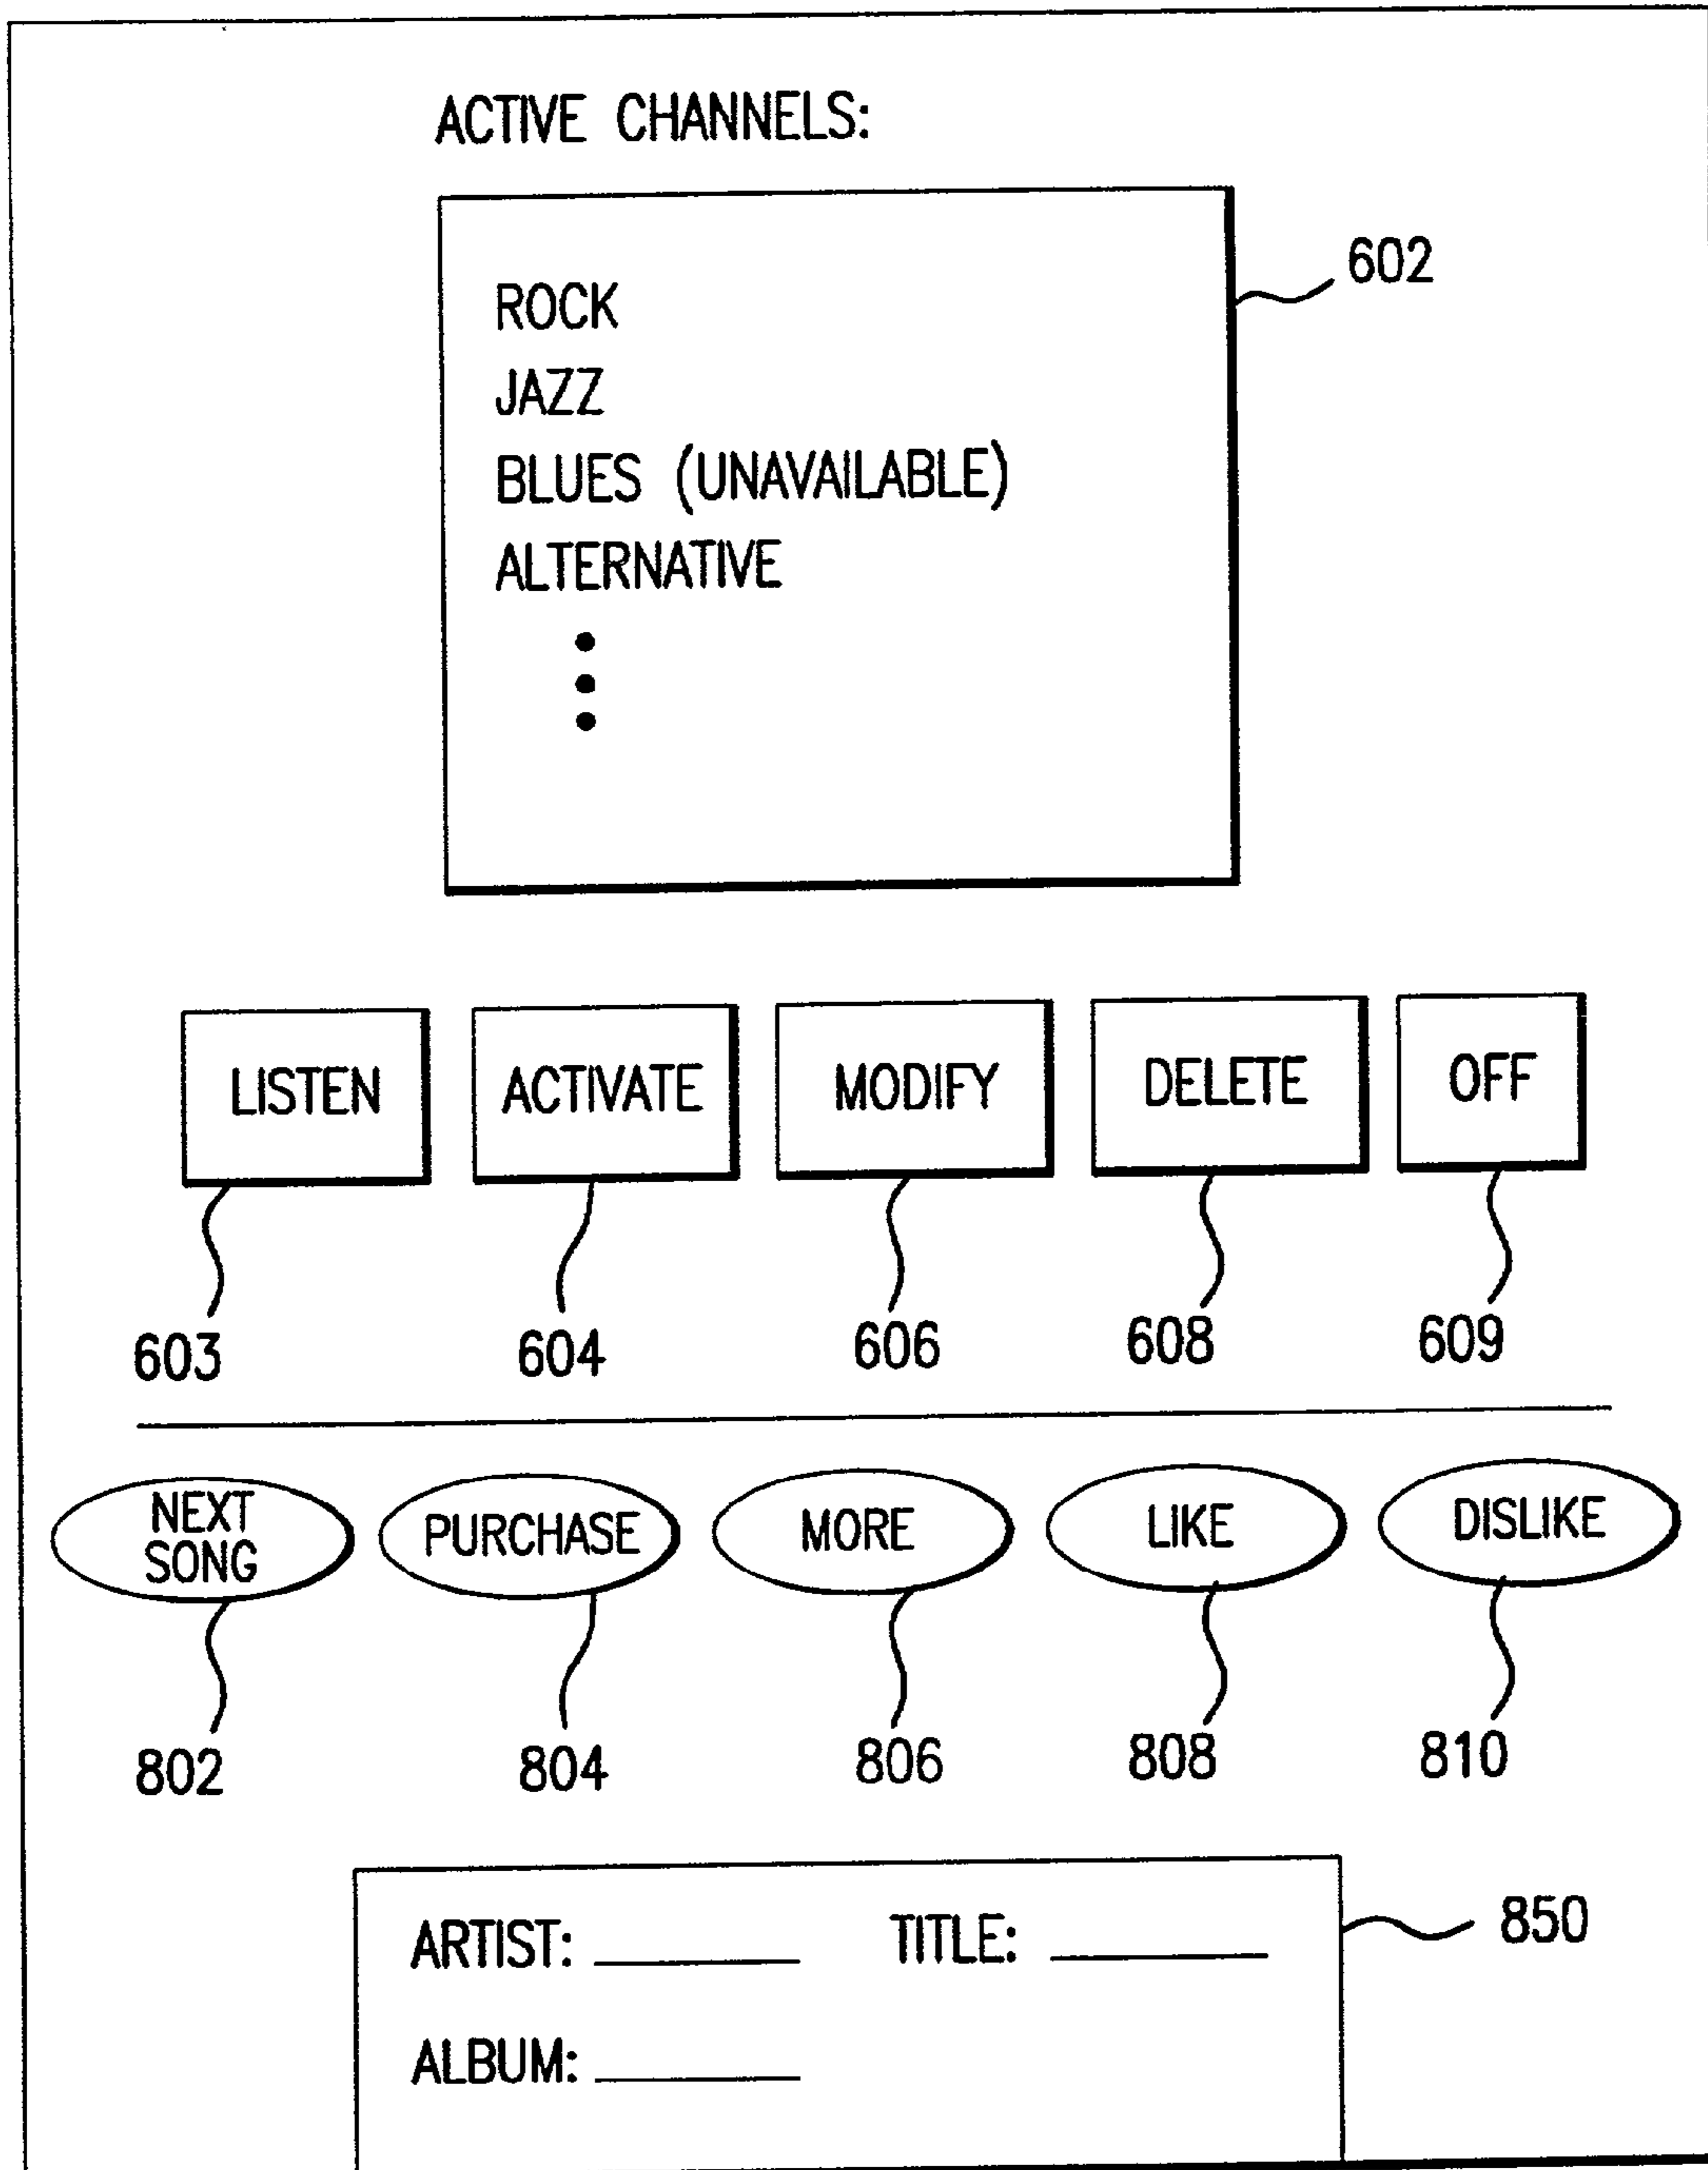 ACTIVE CHANNELS:
602
ROCK
JAZZ
BLUES (UNAVAILABLE)
ALTERNATIVE
LISTEN ACTIVATE MODIFY DELETE OFF
603 604 606 608 609
NEXT SONG PURCHASE MORE LIKE DISLIKE
802 804 806 808 810
850
ARTIST: TITLE:
ALBUM: